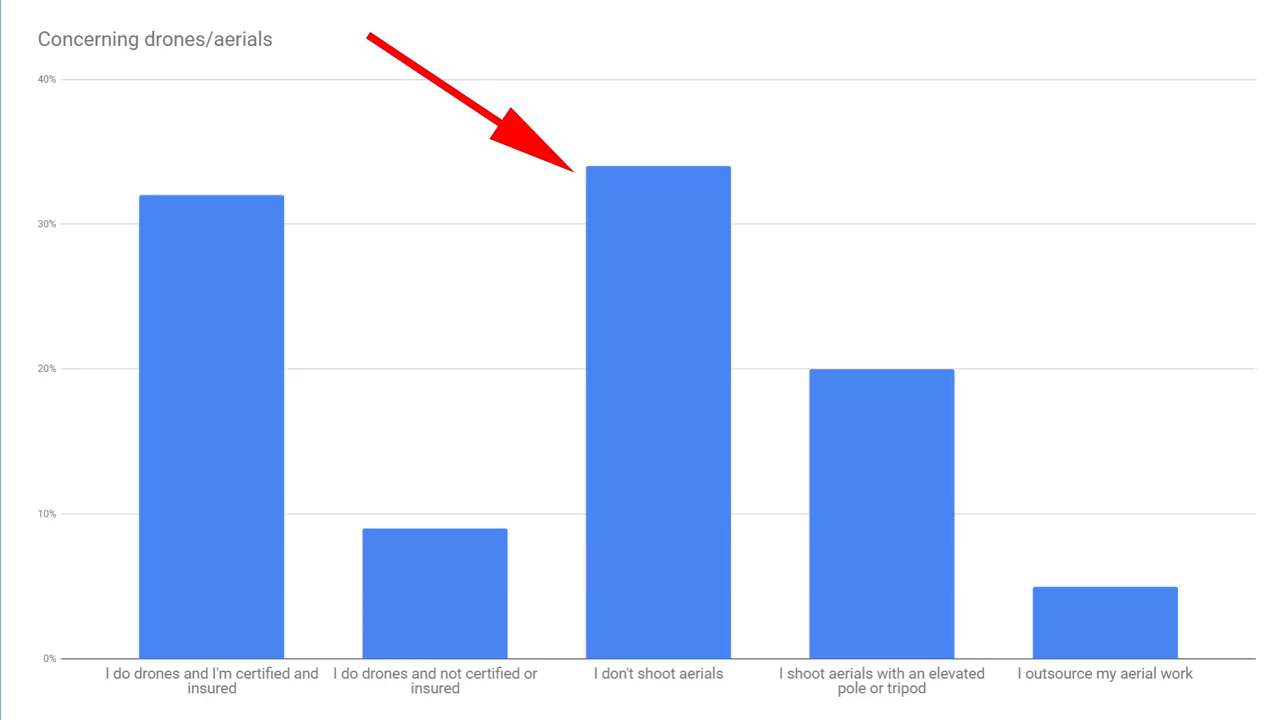 Concerning drones/aerials
40%
30%
20%
10%
0%
I do drones and I'm certified and
insured
I do drones and not certified or
insured
I don't shoot aerials
I shoot aerials with an elevated
pole or tripod
I outsource my aerial work